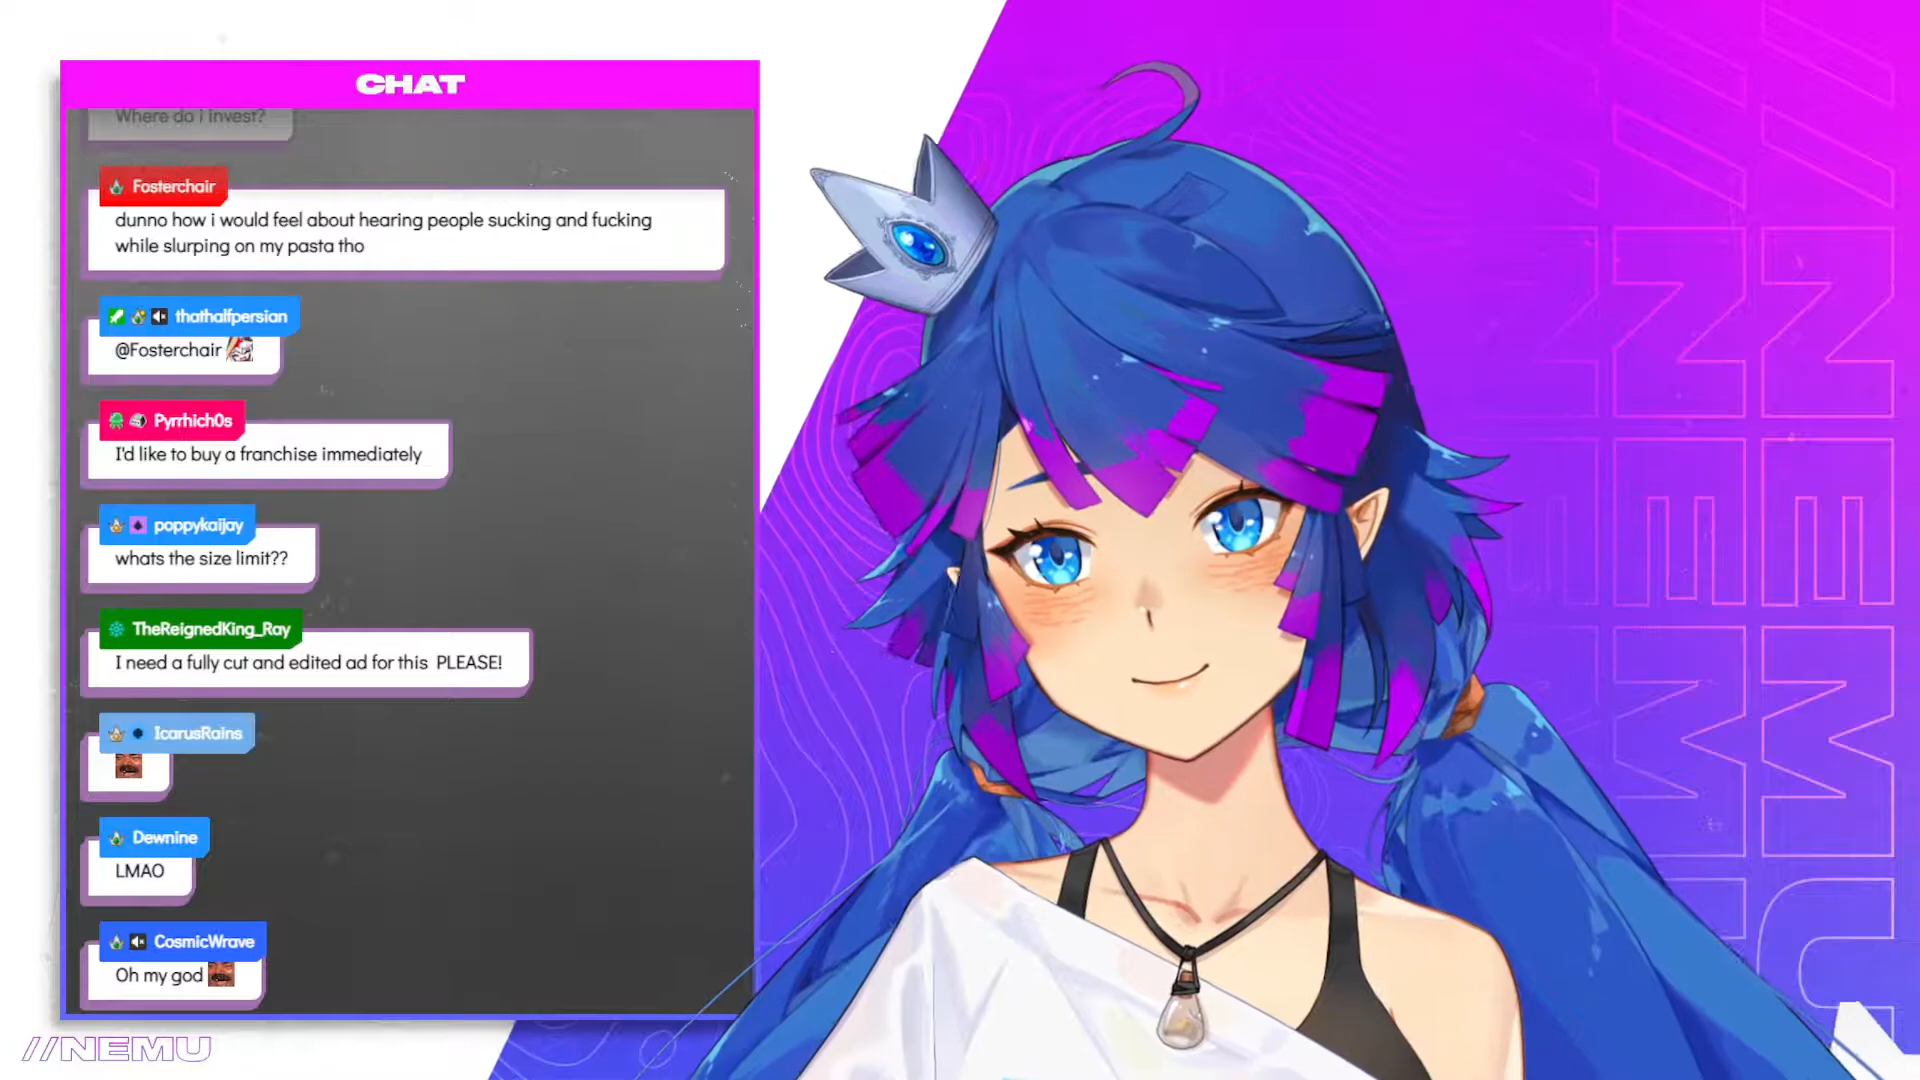 CHAT
Where do i invest?
Fosterchair
dunno how i would feel about hearing people sucking and fucking
while slurping on my pasta tho
thathalfpersian
@Fosterchair
Pyrrhich0s
I'd like to buy a franchise immediately
poppykaijay
whats the size limit??
TheReignedKing_Ray
I need a fully cut and edited ad for this PLEASE!
IcarusRains
Dewnine
LMAO
CosmicWrave
Oh my god
//NEMU
//NEMU
//NEMU